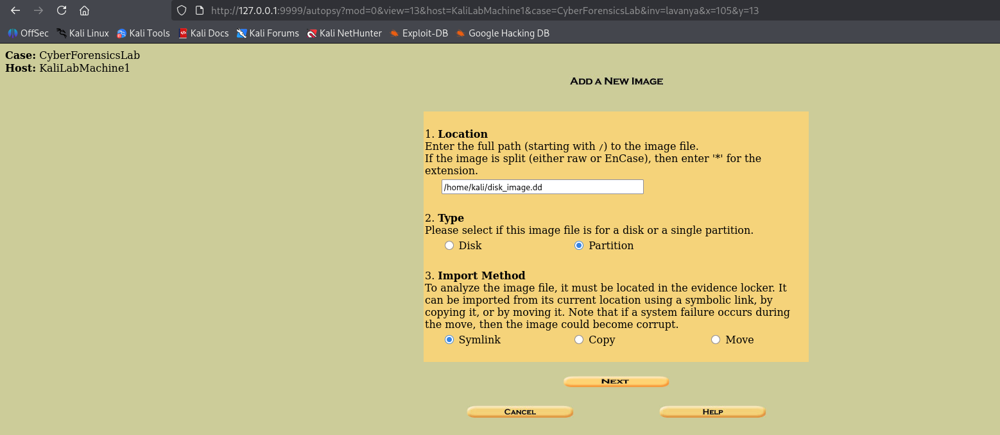 http://127.0.0.1:9999/autopsy?mod=0&view=13&host=KaliLabMachine1&case=CyberForensicsLab&inv=lavanya&x=105&y=13
OffSec Kali Linux Kali Tools Kali Docs Kali Forums Kali NetHunter Exploit-DB Google Hacking DB
Case: CyberForensicsLab
Host: KaliLabMachine1
ADD A NEW IMAGE
1. Location
Enter the full path (starting with /) to the image file.
If the image is split (either raw or EnCase), then enter '*' for the
extension.
/home/kali/disk_image.dd
2. Type
Please select if this image file is for a disk or a single partition.
Disk Partition
3. Import Method
To analyze the image file, it must be located in the evidence locker. It
can be imported from its current location using a symbolic link, by
copying it, or by moving it. Note that if a system failure occurs during
the move, then the image could become corrupt.
Symlink Copy Move
NEXT
CANCEL HELP